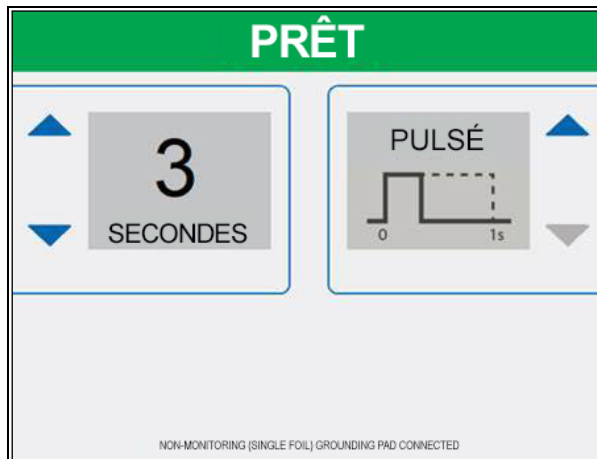 PRÊT
3
SECONDES
PULSÉ
0 1s
NON-MONITORING (SINGLE FOIL) GROUNDING PAD CONNECTED